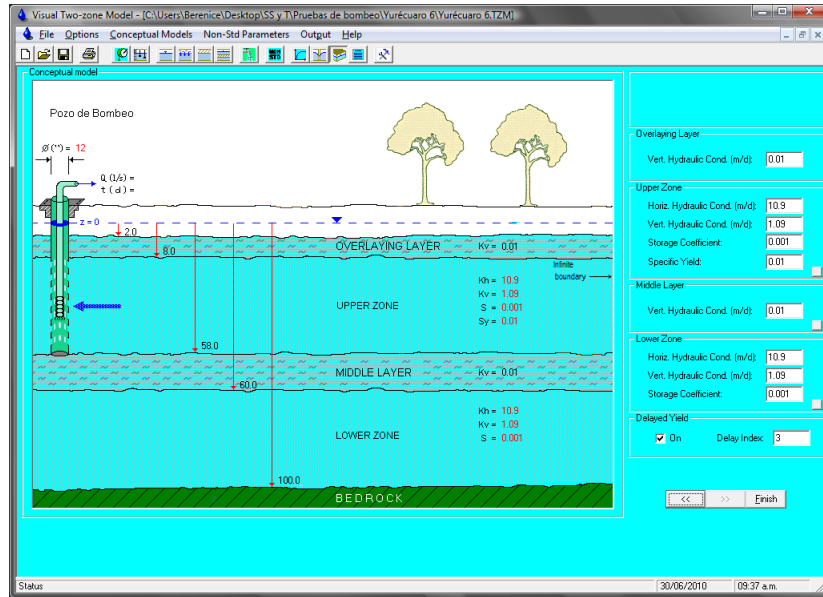 Visual Two-zone Model - [C:\Users\Berenice\Desktop\SS y T\Pruebas de bombeo\Yurécuaro 6\Yurécuaro 6.TZM]
File Options Conceptual Models Non-Std Parameters Output Help
Conceptual model
Pozo de Bombeo
Ø (") = 12
Q (l/s) =
t ( d ) =
z = 0
2.0
8.0
OVERLAYING LAYER Kv = 0.01
Infinite
boundary
UPPER ZONE
Kh = 10.9
Kv = 1.09
S = 0.001
Sy = 0.01
58.0
MIDDLE LAYER Kv = 0.01
60.0
LOWER ZONE
Kh = 10.9
Kv = 1.09
S = 0.001
100.0
BEDROCK
Overlaying Layer
Vert. Hydraulic Cond. (m/d): 0.01
Upper Zone
Horiz. Hydraulic Cond. (m/d): 10.9
Vert. Hydraulic Cond. (m/d): 1.09
Storage Coefficient: 0.001
Specific Yield: 0.01
Middle Layer
Vert. Hydraulic Cond. (m/d): 0.01
Lower Zone
Horiz. Hydraulic Cond. (m/d): 10.9
Vert. Hydraulic Cond. (m/d): 1.09
Storage Coefficient: 0.001
Delayed Yield
On Delay Index: 3
<< >> Finish
Status 30/06/2010 09:37 a.m.